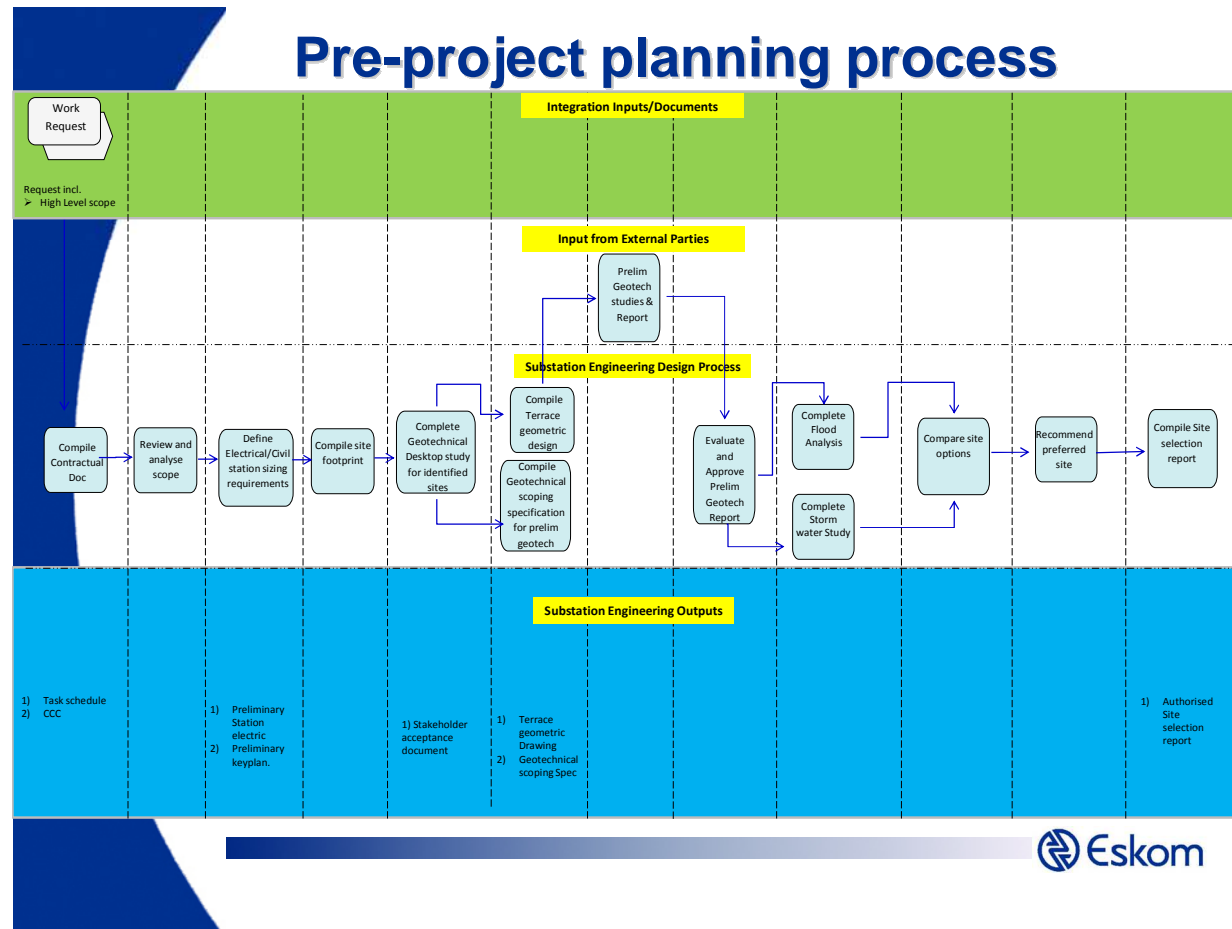 Pre-project planning process
Integration Inputs/Documents
Work
Request
Request incl.
➢ High Level scope
Input from External Parties
Prelim
Geotech
studies &
Report
Substation Engineering Design Process
Compile
Contractual
Doc
Review and
analyse
scope
Define
Electrical/Civil
station sizing
requirements
Compile site
footprint
Complete
Geotechnical
Desktop study
for identified
sites
Compile
Terrace
geometric
design
Compile
Geotechnical
scoping
specification
for prelim
geotech
Evaluate
and
Approve
Prelim
Geotech
Report
Complete
Flood
Analysis
Complete
Storm
water Study
Compare site
options
Recommend
preferred
site
Compile Site
selection
report
Substation Engineering Outputs
1) Task schedule
2) CCC
1) Preliminary
Station
electric
2) Preliminary
keyplan.
1) Stakeholder
acceptance
document
1) Terrace
geometric
Drawing
2) Geotechnical
scoping Spec
1) Authorised
Site
selection
report
Eskom